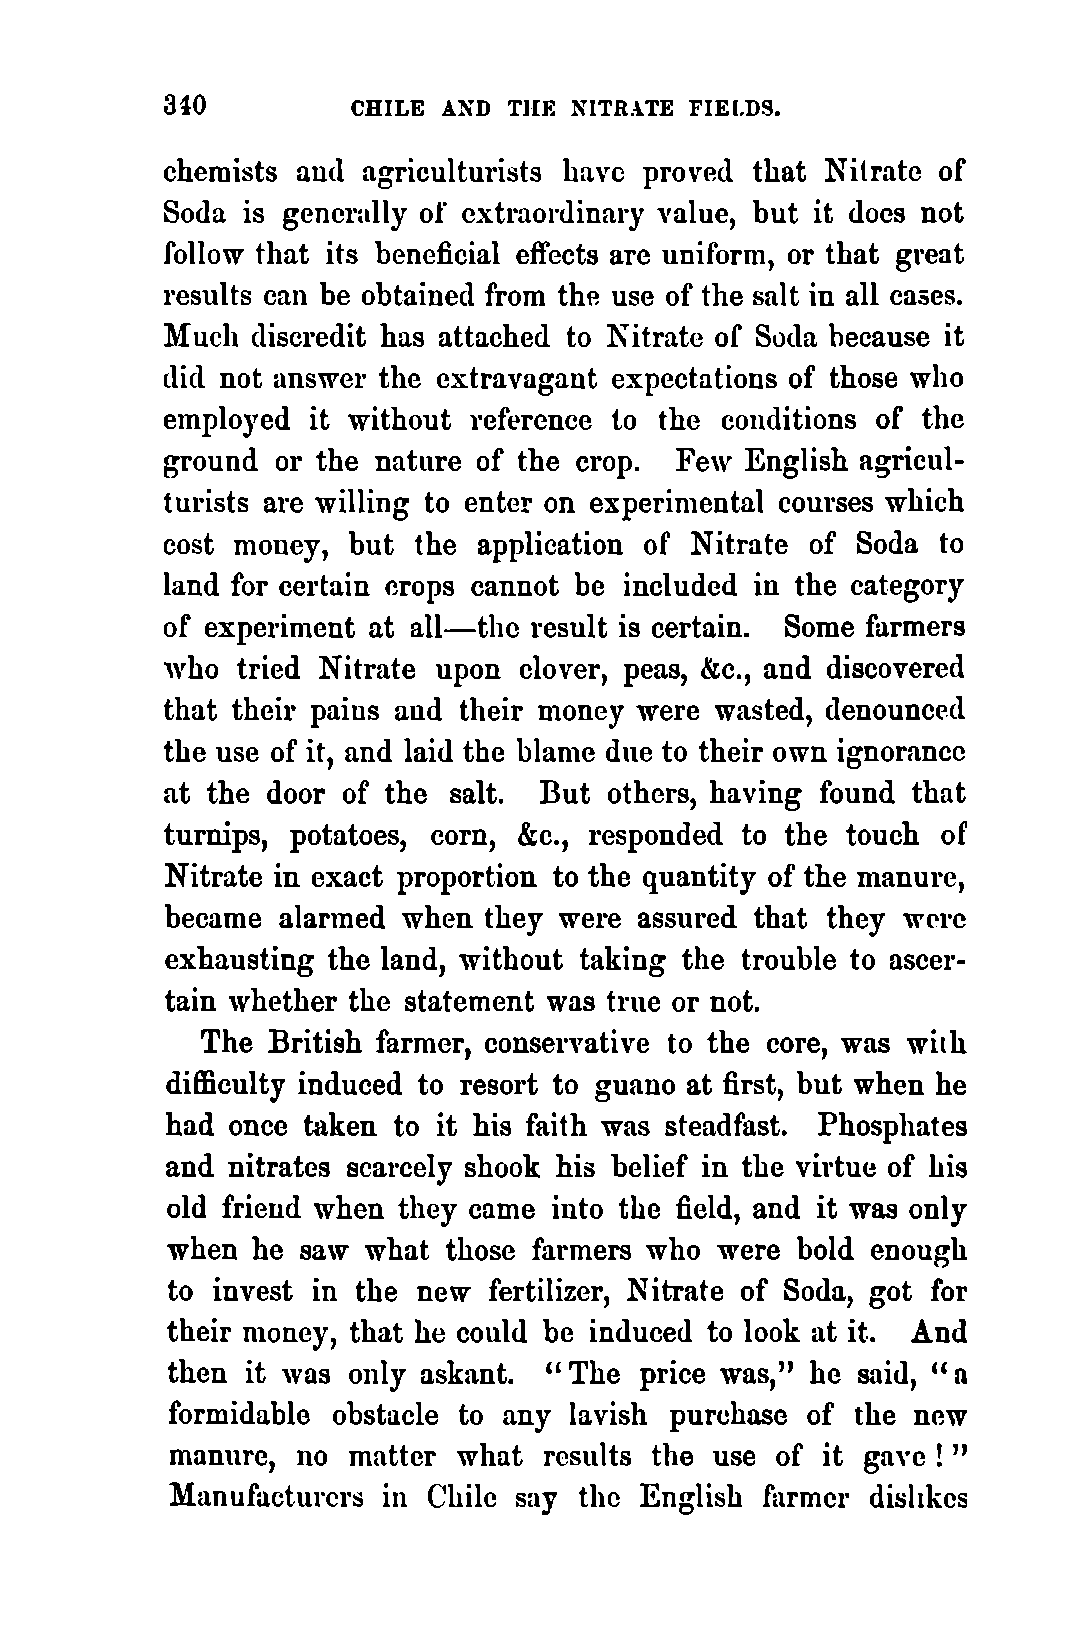 340 CHILE AND THE NITRATE FIELDS.
chemists and agriculturists have proved that Nitrate of
Soda is generally of extraordinary value, but it does not
follow that its beneficial effects are uniform, or that great
results can be obtained from the use of the salt in all cases.
Much discredit has attached to Nitrate of Soda because it
did not answer the extravagant expectations of those who
employed it without reference to the conditions of the
ground or the nature of the crop. Few English agricul-
turists are willing to enter on experimental courses which
cost money, but the application of Nitrate of Soda to
land for certain crops cannot be included in the category
of experiment at all—the result is certain. Some farmers
who tried Nitrate upon clover, peas, &c., and discovered
that their pains and their money were wasted, denounced
the use of it, and laid the blame due to their own ignorance
at the door of the salt. But others, having found that
turnips, potatoes, corn, &c., responded to the touch of
Nitrate in exact proportion to the quantity of the manure,
became alarmed when they were assured that they were
exhausting the land, without taking the trouble to ascer-
tain whether the statement was true or not.
The British farmer, conservative to the core, was with
difficulty induced to resort to guano at first, but when he
had once taken to it his faith was steadfast. Phosphates
and nitrates scarcely shook his belief in the virtue of his
old friend when they came into the field, and it was only
when he saw what those farmers who were bold enough
to invest in the new fertilizer, Nitrate of Soda, got for
their money, that he could be induced to look at it. And
then it was only askant. "The price was," he said, "a
formidable obstacle to any lavish purchase of the new
manure, no matter what results the use of it gave!"
Manufacturers in Chile say the English farmer dislikes